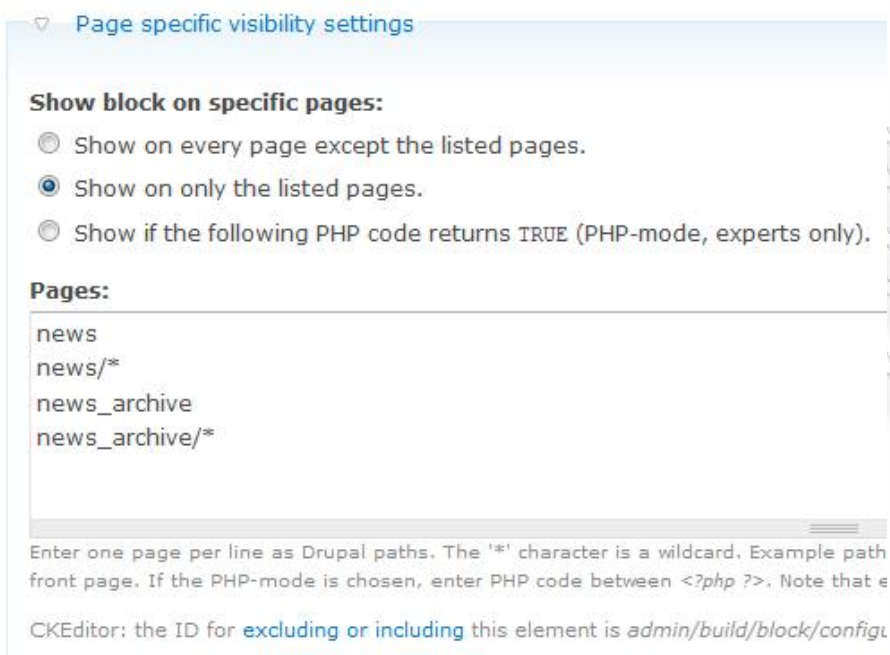 Page specific visibility settings
Show block on specific pages:
Show on every page except the listed pages.
Show on only the listed pages.
Show if the following PHP code returns TRUE (PHP-mode, experts only).
Pages:
news
news/*
news_archive
news_archive/*
Enter one page per line as Drupal paths. The '*' character is a wildcard. Example path
front page. If the PHP-mode is chosen, enter PHP code between <?php ?>. Note that e
CKEditor: the ID for excluding or including this element is admin/build/block/configu